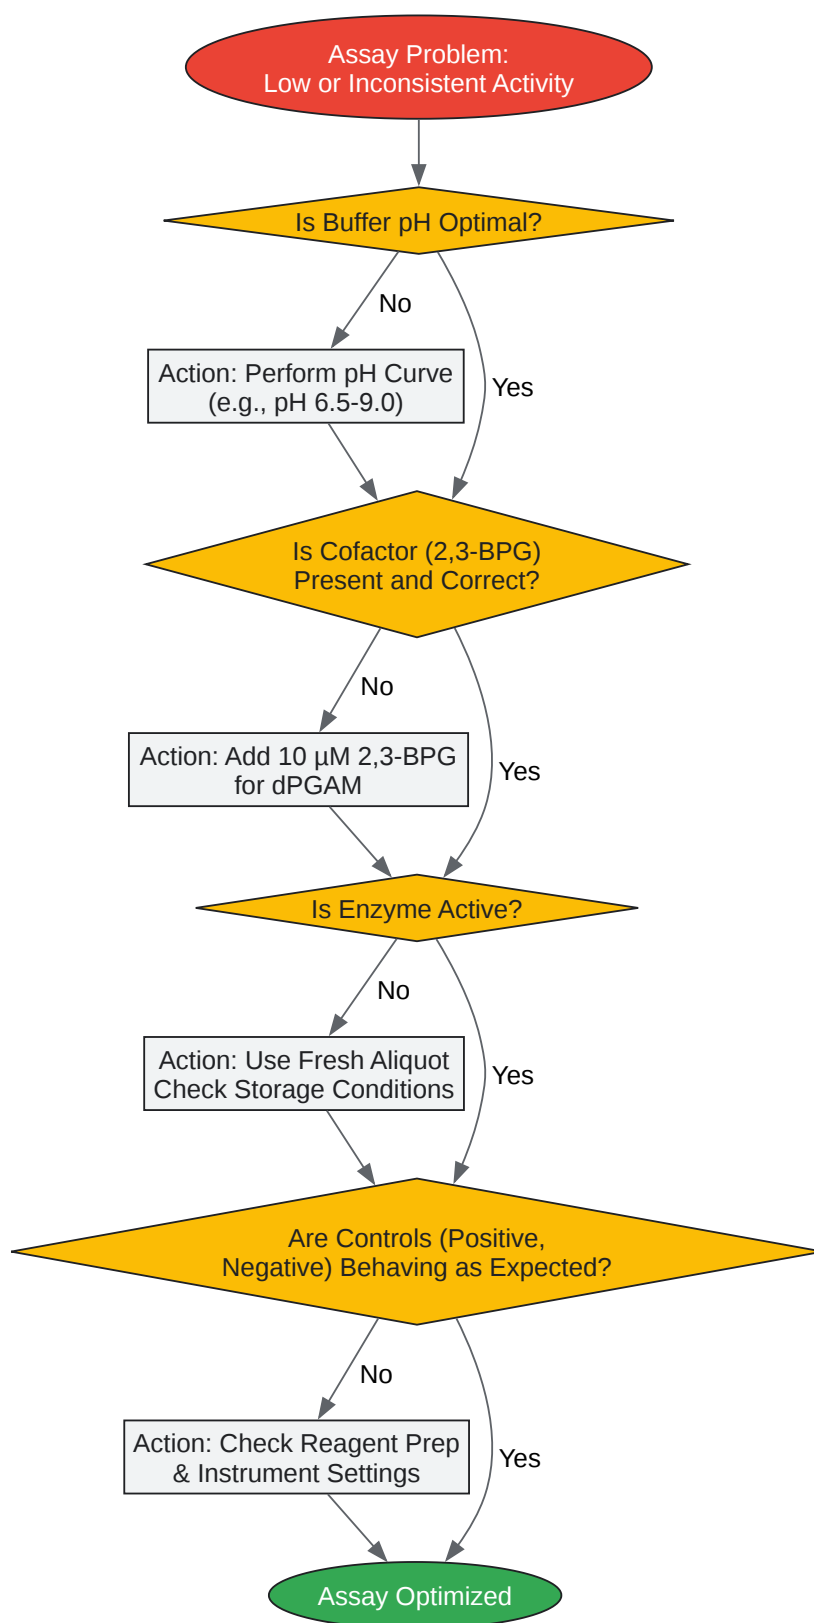 Assay Problem:
Low or Inconsistent Activity
Is Buffer pH Optimal?
No
Action: Perform pH Curve
(e.g., pH 6.5-9.0)
Yes
Is Cofactor (2,3-BPG)
Present and Correct?
No
Action: Add 10 µM 2,3-BPG
for dPGAM
Yes
Is Enzyme Active?
No
Action: Use Fresh Aliquot
Check Storage Conditions
Yes
Are Controls (Positive,
Negative) Behaving as Expected?
No
Action: Check Reagent Prep
& Instrument Settings
Yes
Assay Optimized